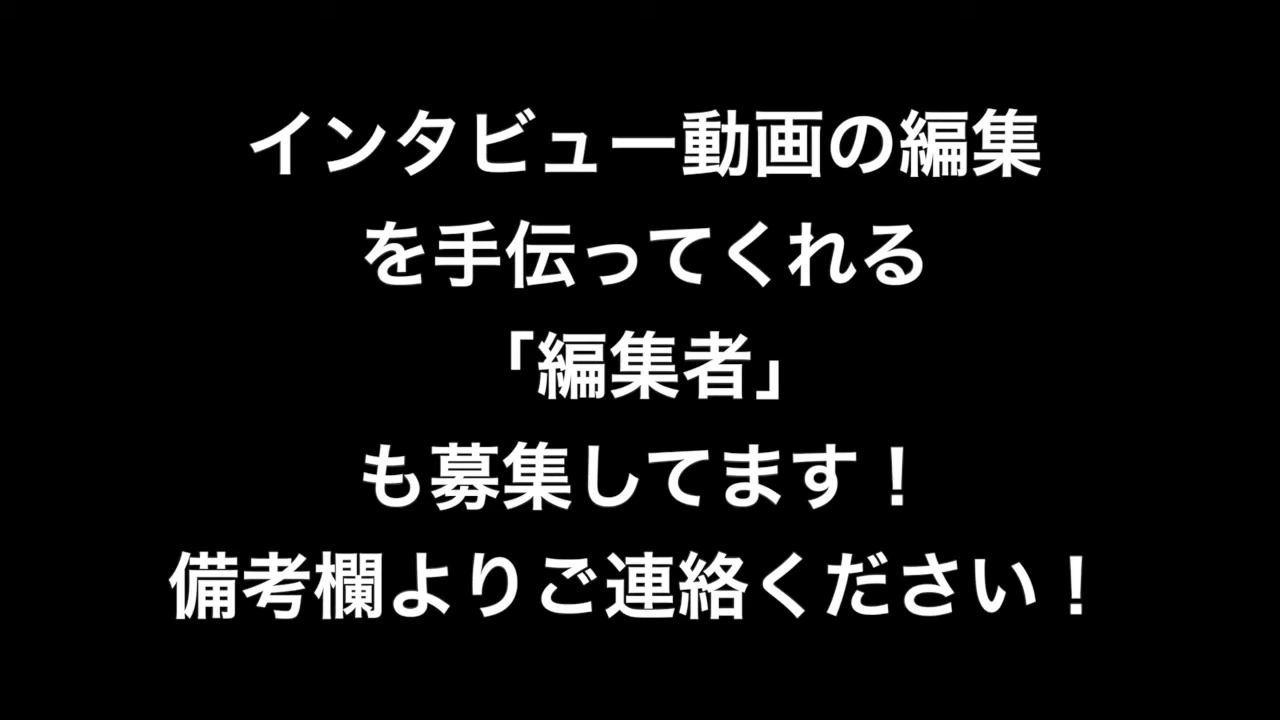 インタビュー動画の編集
を手伝ってくれる
「編集者」
も募集してます！
備考欄よりご連絡ください！